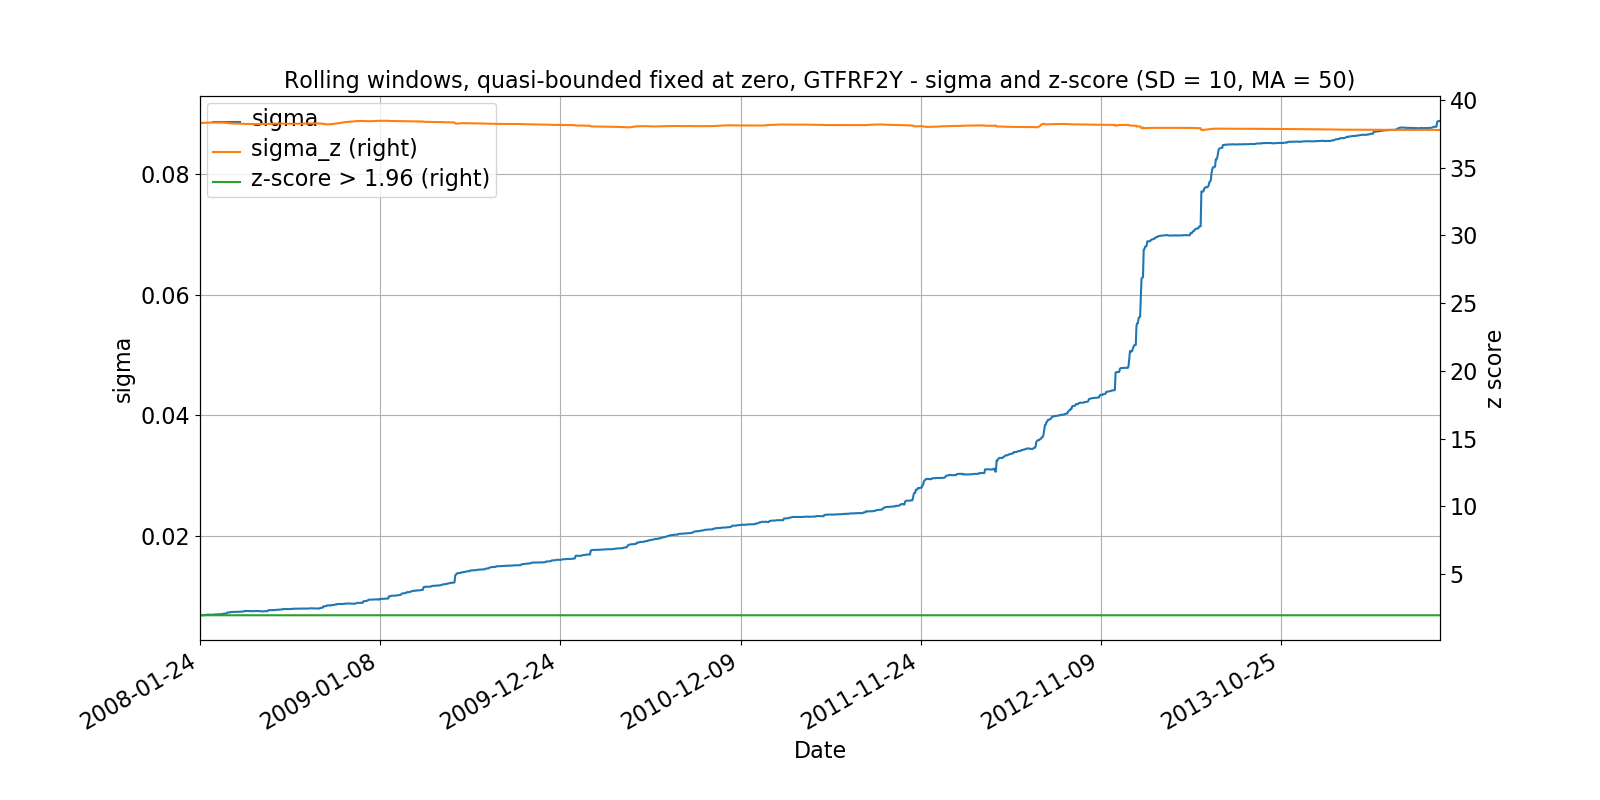 Rolling windows, quasi-bounded fixed at zero, GTFRF2Y - sigma and z-score (SD = 10, MA = 50)
sigma
sigma_z (right)
z-score > 1.96 (right)
0.08
0.06
0.04
0.02
sigma
40
35
30
25
20
15
10
5
z score
2008-01-24
2009-01-08
2009-12-24
2010-12-09
2011-11-24
2012-11-09
2013-10-25
Date